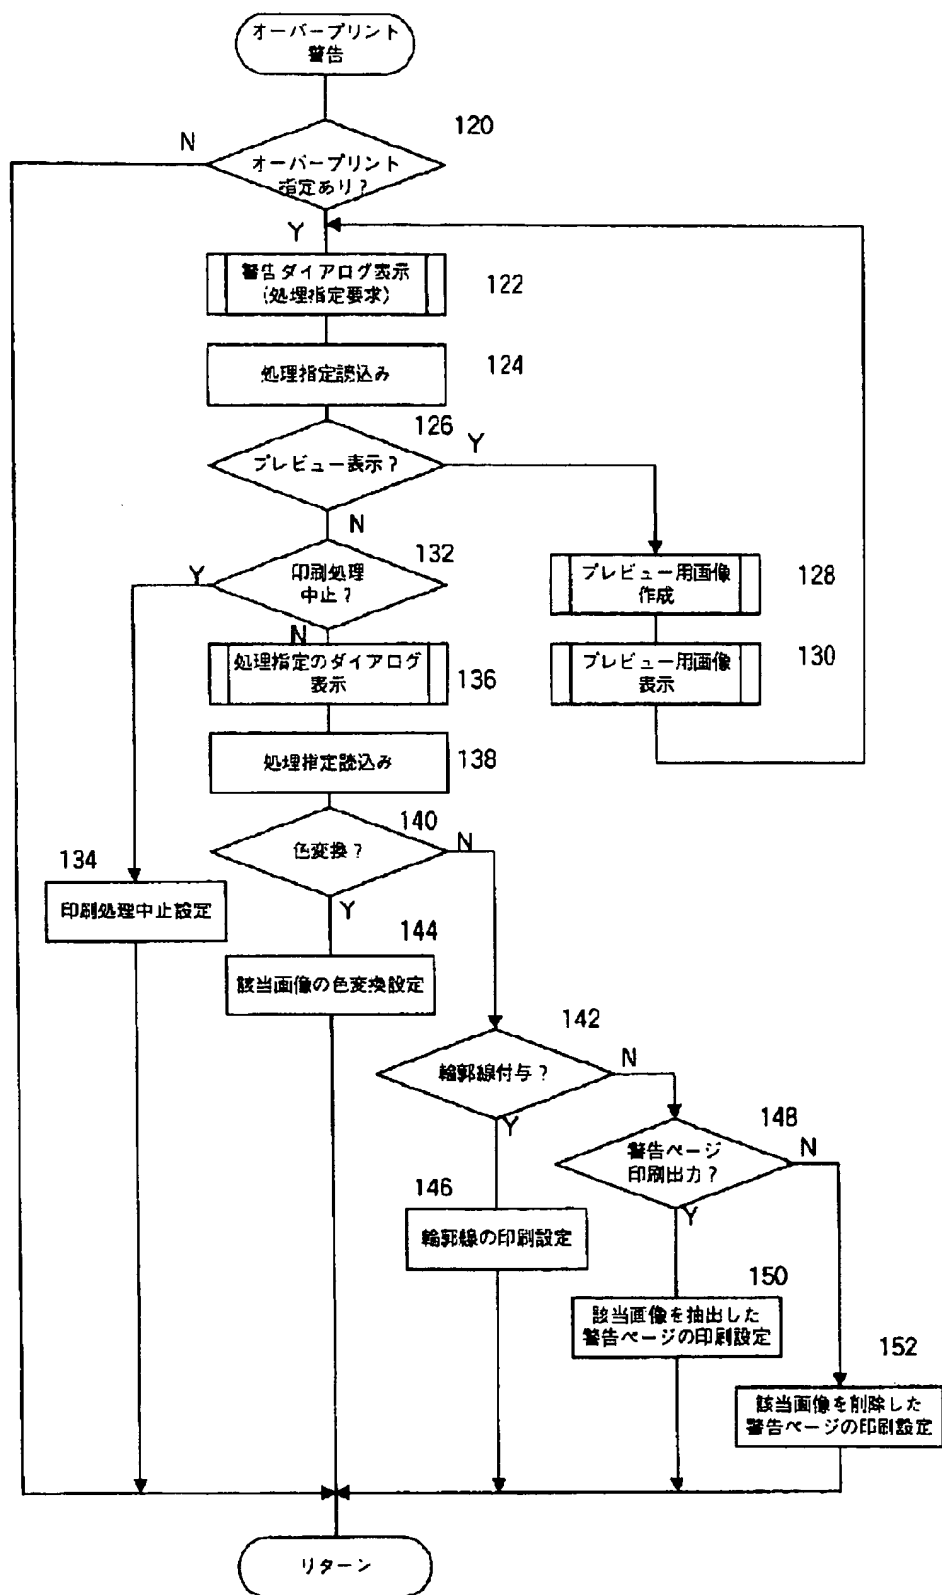 オーバープリント
警告
120
N
オーバープリント
指定あり？
Y
警告ダイアログ表示
(処理指定要求)
122
処理指定読込み
124
126
プレビュー表示？
Y
N
132
Y
印刷処理
中止？
N
プレビュー用画像
作成
128
処理指定のダイアログ
表示
136
プレビュー用画像
表示
130
処理指定読込み
138
140
色変換？
N
Y
134
印刷処理中止設定
144
該当画像の色変換設定
142
輪郭線付与？
N
Y
148
警告ページ
印刷出力？
N
Y
146
輪郭線の印刷設定
150
該当画像を抽出した
警告ページの印刷設定
152
該当画像を削除した
警告ページの印刷設定
リターン